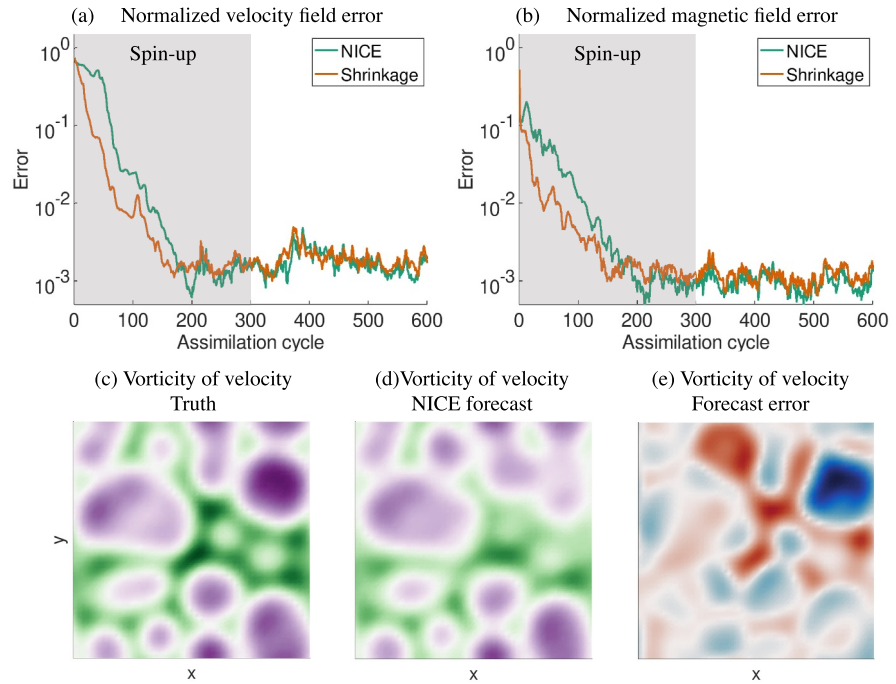 (a) Normalized velocity field error
10^0
10^-1
10^-2
10^-3
Error
Spin-up
NICE
Shrinkage
0 100 200 300 400 500 600
Assimilation cycle
(b) Normalized magnetic field error
10^0
10^-1
10^-2
10^-3
Error
Spin-up
NICE
Shrinkage
0 100 200 300 400 500 600
Assimilation cycle
(c) Vorticity of velocity
Truth
y
x
(d)Vorticity of velocity
NICE forecast
x
(e) Vorticity of velocity
Forecast error
x